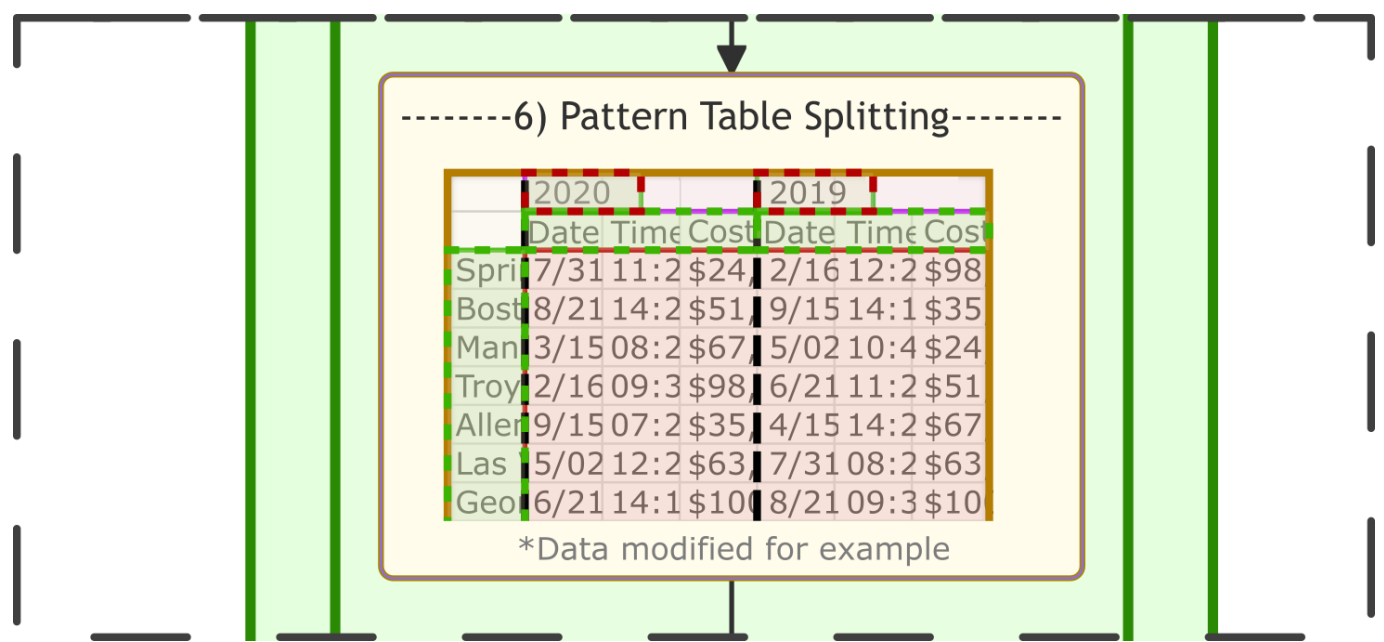 --------6) Pattern Table Splitting--------
2020 2019
Date Time Cost Date Time Cost
Spri 7/31 11:2 $24, 2/16 12:2 $98
Bost 8/21 14:2 $51, 9/15 14:1 $35
Man 3/15 08:2 $67, 5/02 10:4 $24
Troy 2/16 09:3 $98, 6/21 11:2 $51
Aller 9/15 07:2 $35, 4/15 14:2 $67
Las 5/02 12:2 $63, 7/31 08:2 $63
Geor 6/21 14:1 $100 8/21 09:3 $10
*Data modified for example